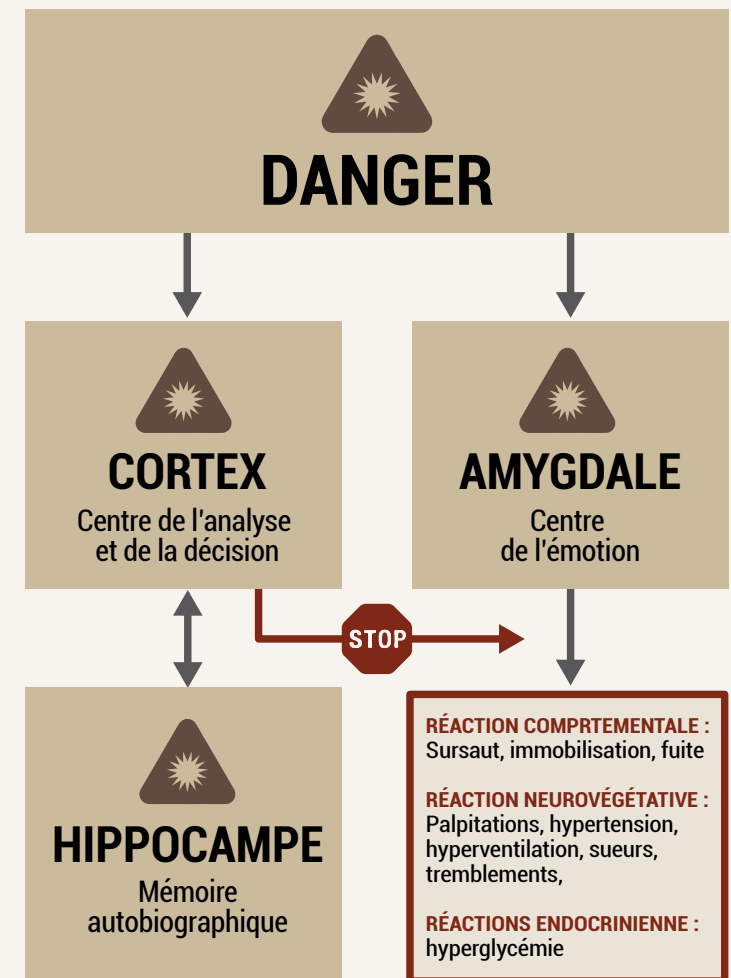 DANGER
CORTEX
Centre de l'analyse
et de la décision
AMYGDALE
Centre
de l'émotion
STOP
HIPPOCAMPE
Mémoire
autobiographique
RÉACTION COMPRTEMENTALE :
Sursaut, immobilisation, fuite
RÉACTION NEUROVÉGÉTATIVE :
Palpitations, hypertension,
hyperventilation, sueurs,
tremblements,
RÉACTIONS ENDOCRINIENNE :
hyperglycémie